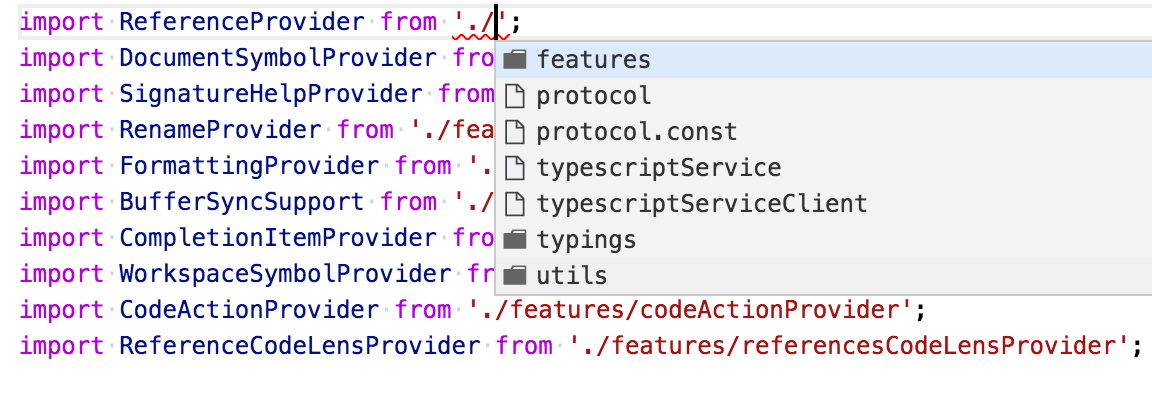 import ReferenceProvider from './';
import DocumentSymbolProvider fro
features
import SignatureHelpProvider from
protocol
import RenameProvider from './fea
protocol.const
import FormattingProvider from '.
typescriptService
import BufferSyncSupport from './
typescriptServiceClient
import CompletionItemProvider fro
typings
import WorkspaceSymbolProvider fr
utils
import CodeActionProvider from './features/codeActionProvider';
import ReferenceCodeLensProvider from './features/referencesCodeLensProvider';